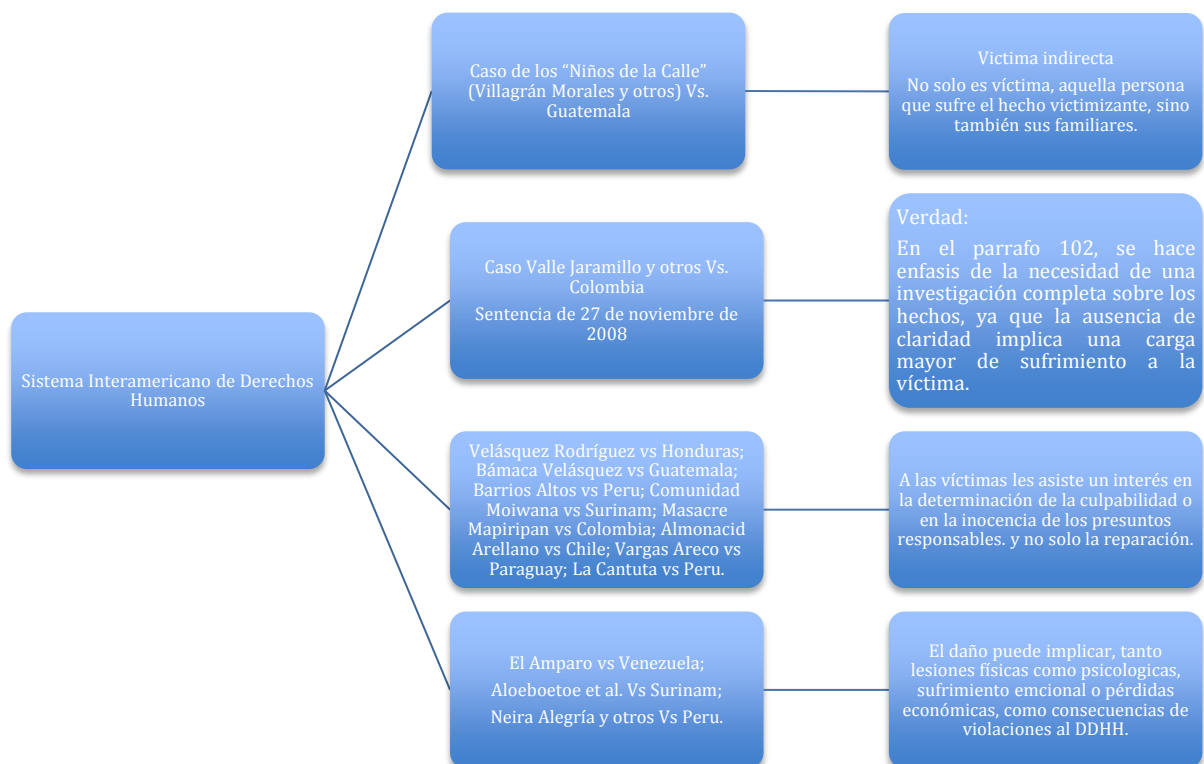 Sistema Interamericano de Derechos
Humanos
Caso de los “Niños de la Calle”
(Villagrán Morales y otros) Vs.
Guatemala
Victima indirecta
No solo es víctima, aquella persona
que sufre el hecho victimizante, sino
también sus familiares.
Caso Valle Jaramillo y otros Vs.
Colombia
Sentencia de 27 de noviembre de
2008
Verdad:
En el parrafo 102, se hace
enfasis de la necesidad de una
investigación completa sobre los
hechos, ya que la ausencia de
claridad implica una carga
mayor de sufrimiento a la
víctima.
Velásquez Rodríguez vs Honduras;
Bámaca Velásquez vs Guatemala;
Barrios Altos vs Peru; Comunidad
Moiwana vs Surinam; Masacre
Mapiripan vs Colombia; Almonacid
Arellano vs Chile; Vargas Areco vs
Paraguay; La Cantuta vs Peru.
A las víctimas les asiste un interés en
la determinación de la culpabilidad o
en la inocencia de los presuntos
responsables. y no solo la reparación.
El Amparo vs Venezuela;
Aloeboetoe et al. Vs Surinam;
Neira Alegría y otros Vs Peru.
El daño puede implicar, tanto
lesiones físicas como psicologicas,
sufrimiento emcional o pérdidas
económicas, como consecuencias de
violaciones al DDHH.